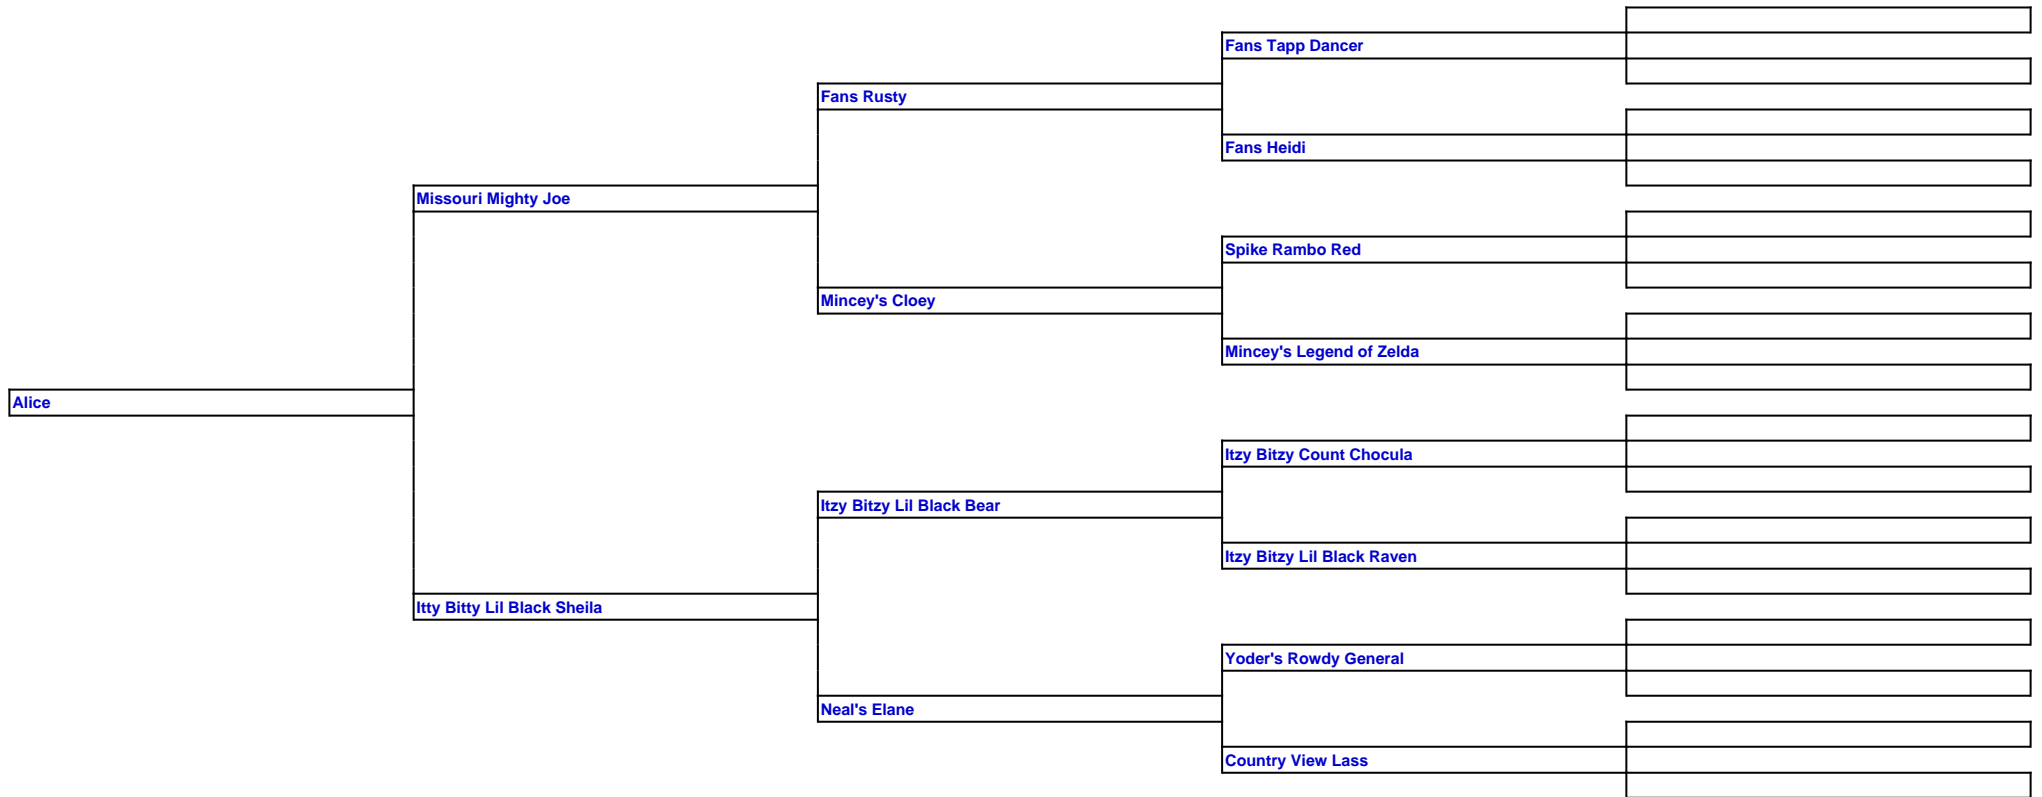 Fans Tapp Dancer
Fans Rusty
Fans Heidi
Missouri Mighty Joe
Spike Rambo Red
Mincey's Cloey
Mincey's Legend of Zelda
Alice
Itzy Bitzy Count Chocula
Itzy Bitzy Lil Black Bear
Itzy Bitzy Lil Black Raven
Itty Bitty Lil Black Sheila
Yoder's Rowdy General
Neal's Elane
Country View Lass